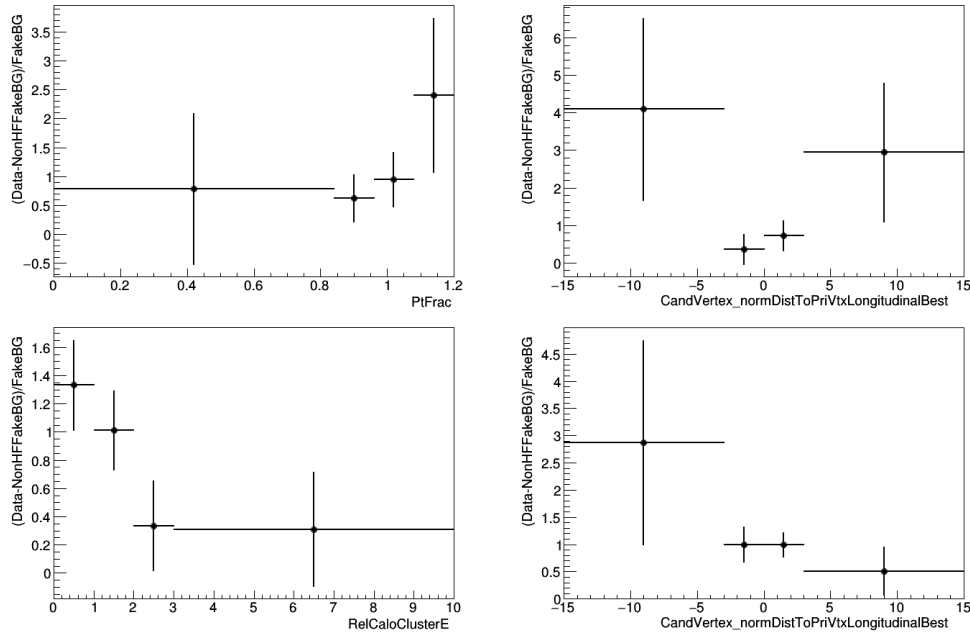 (Data-NonHFFakeBG)/FakeBG
3.5
3
2.5
2
1.5
1
0.5
0
−0.5
0 0.2 0.4 0.6 0.8 1 1.2
PtFrac
(Data-NonHFFakeBG)/FakeBG
6
5
4
3
2
1
0
−15 −10 −5 0 5 10 15
CandVertex_normDistToPriVtxLongitudinalBest
(Data-NonHFFakeBG)/FakeBG
1.6
1.4
1.2
1
0.8
0.6
0.4
0.2
0
0 1 2 3 4 5 6 7 8 9 10
RelCaloClusterE
(Data-NonHFFakeBG)/FakeBG
4.5
4
3.5
3
2.5
2
1.5
1
0.5
0
−15 −10 −5 0 5 10 15
CandVertex_normDistToPriVtxLongitudinalBest